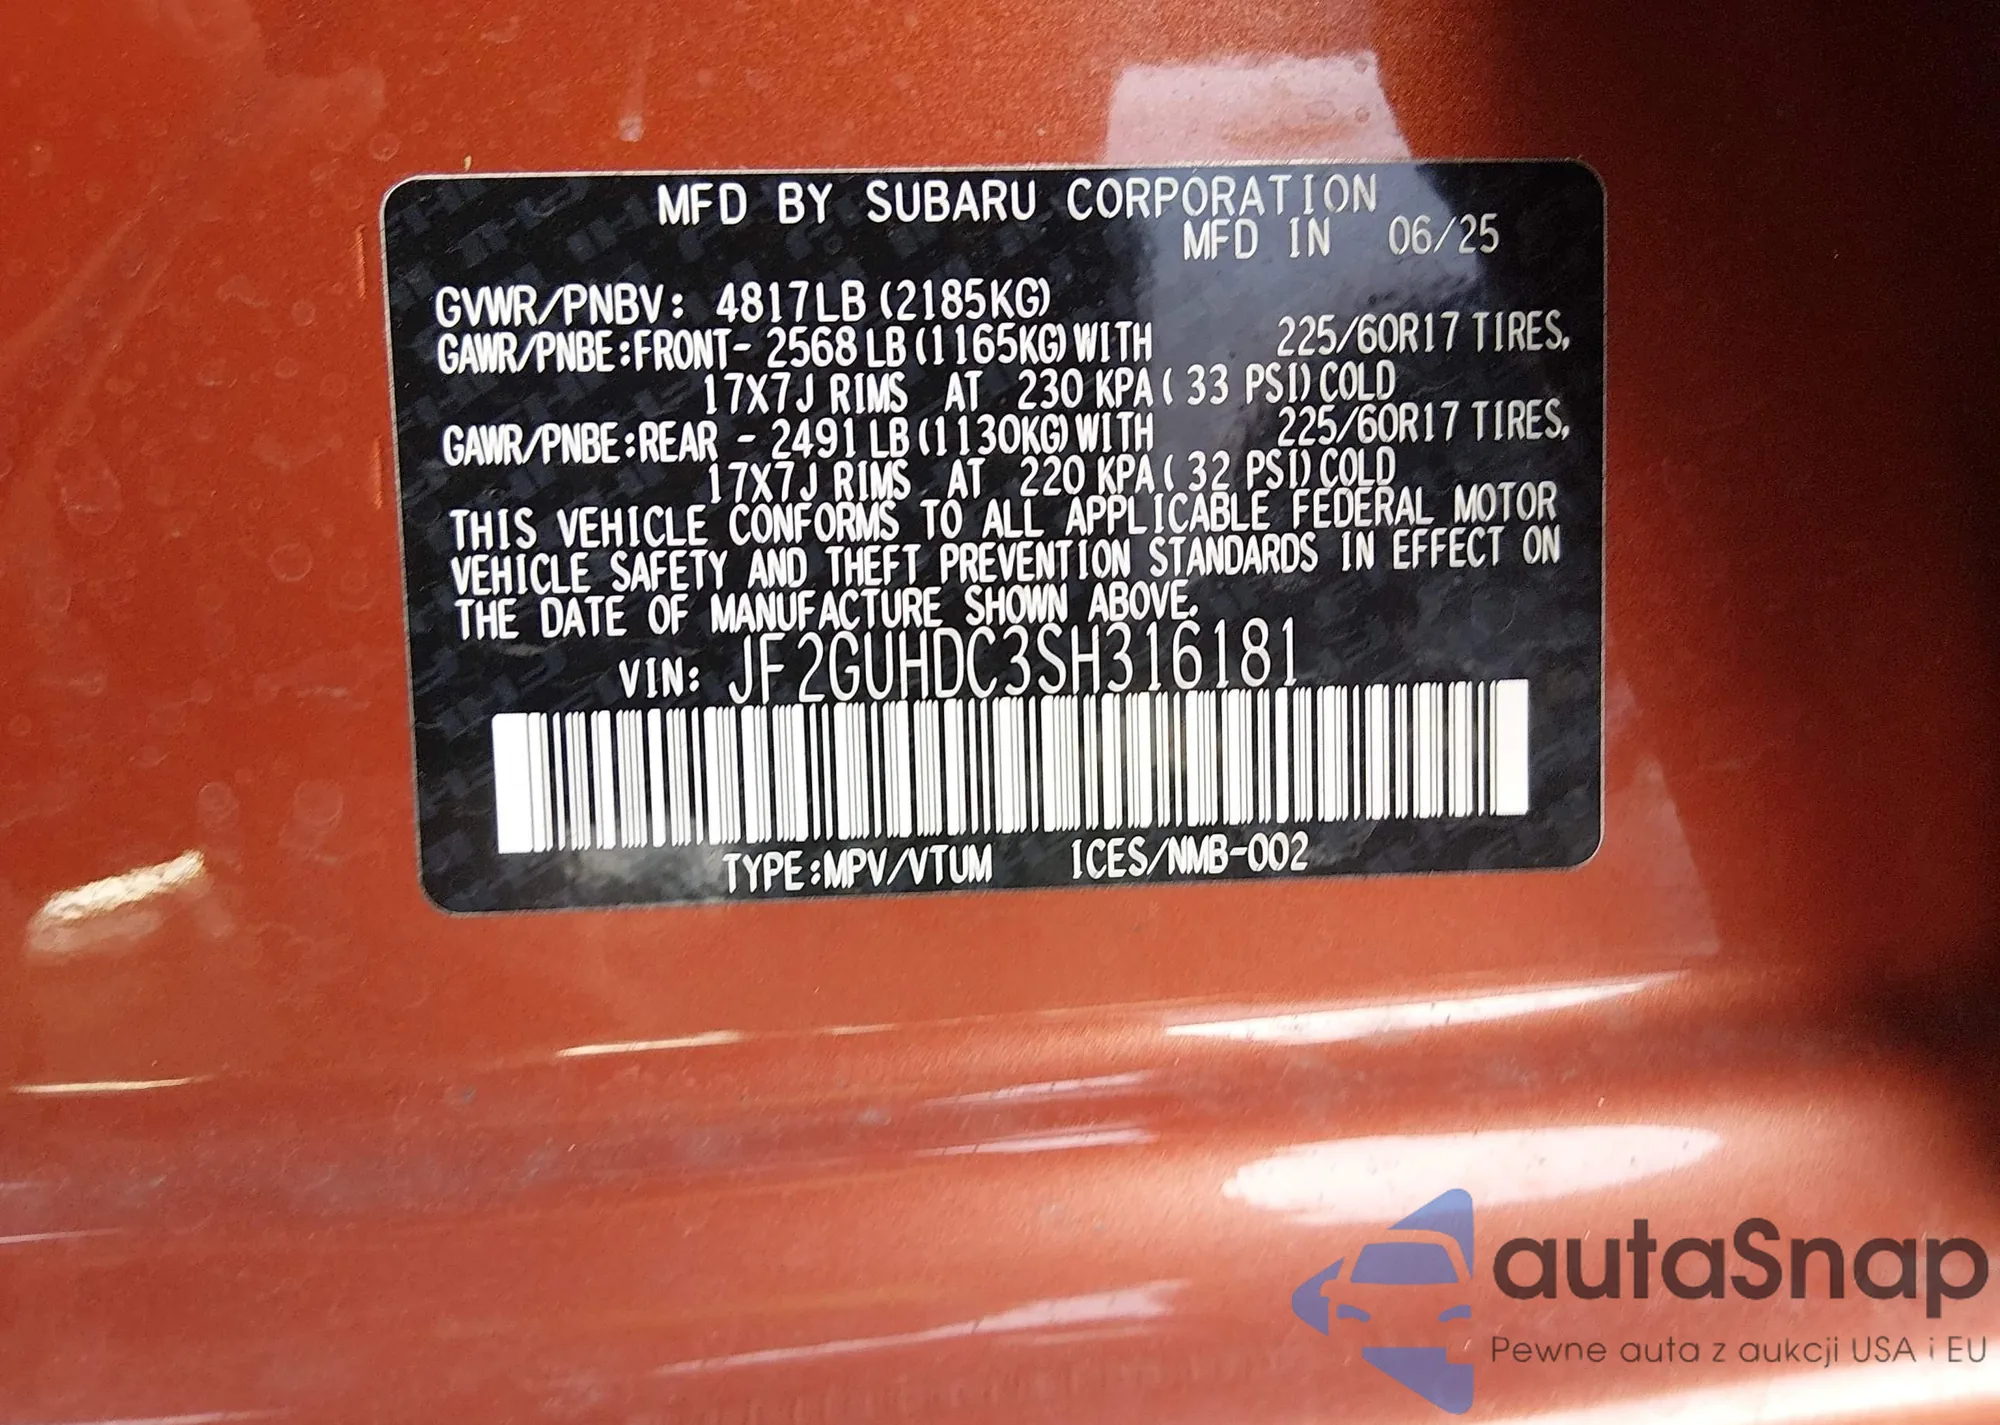 MFD BY SUBARU CORPORATION
MFD IN 06/25
GVWR/PNBV: 4817LB (2185KG)
GAWR/PNBE:FRONT- 2568 LB (1165KG) WITH 225/60R17 TIRES,
17X7J RIMS AT 230 KPA ( 33 PSI) COLD
GAWR/PNBE:REAR - 2491 LB (1130KG) WITH 225/60R17 TIRES,
17X7J RIMS AT 220 KPA ( 32 PSI) COLD
THIS VEHICLE CONFORMS TO ALL APPLICABLE FEDERAL MOTOR
VEHICLE SAFETY AND THEFT PREVENTION STANDARDS IN EFFECT ON
THE DATE OF MANUFACTURE SHOWN ABOVE.
VIN: JF2GUHDC3SH316181
TYPE:MPV/VTUM ICES/NMB-002
autaSnap
Pewne auta z aukcji USA i EU